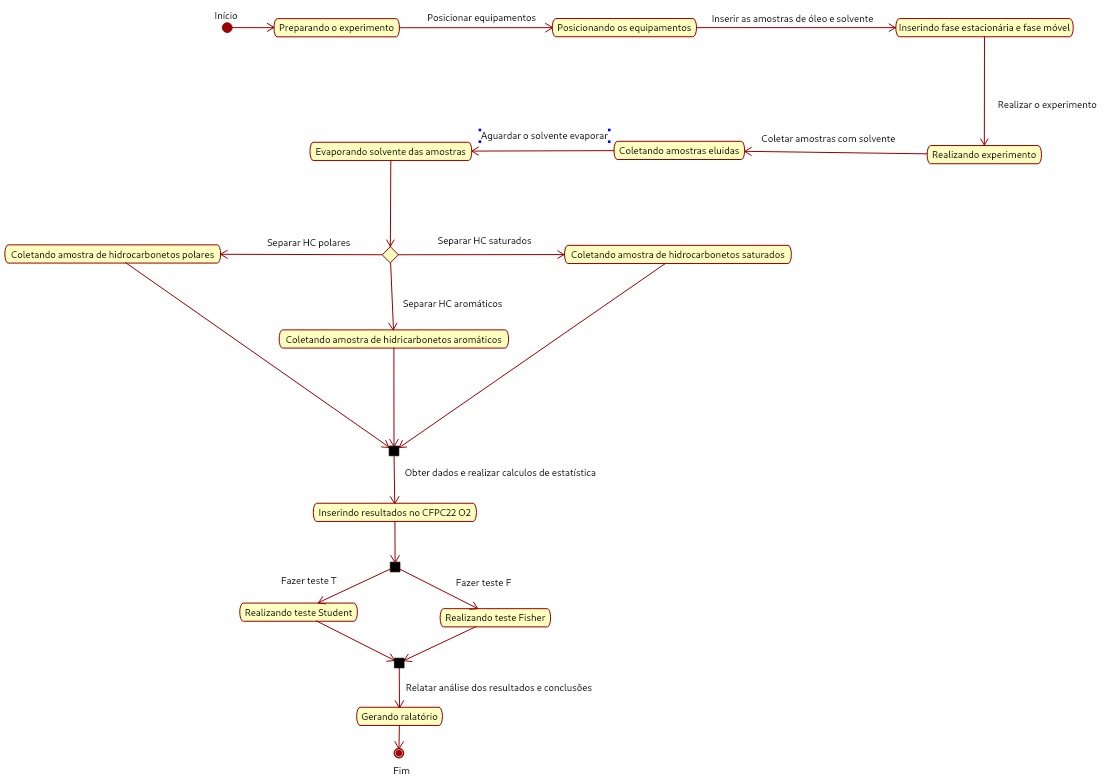 Início
Preparando o experimento
Posicionar equipamentos
Posicionando os equipamentos
Inserir as amostras de óleo e solvente
Inserindo fase estacionária e fase móvel
Realizar o experimento
Realizando experimento
Coletar amostras com solvente
Coletando amostras eluídas
Aguardar o solvente evaporar
Evaporando solvente das amostras
Separar HC polares
Separar HC saturados
Coletando amostra de hidrocarbonetos polares
Coletando amostra de hidrocarbonetos saturados
Separar HC aromáticos
Coletando amostra de hidricarbonetos aromáticos
Obter dados e realizar calculos de estatística
Inserindo resultados no CFPC22 O2
Fazer teste T
Fazer teste F
Realizando teste Student
Realizando teste Fisher
Relatar análise dos resultados e conclusões
Gerando ralatório
Fim